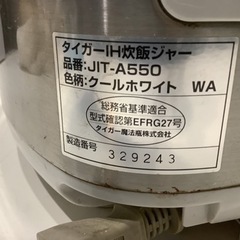 タイガーIH炊飯ジャー
品番:JIT-A550
色柄:クールホワイト WA
総務省基準適合
型式確認第EFRG27号
タイガー魔法瓶株式会社
製造番号
329243